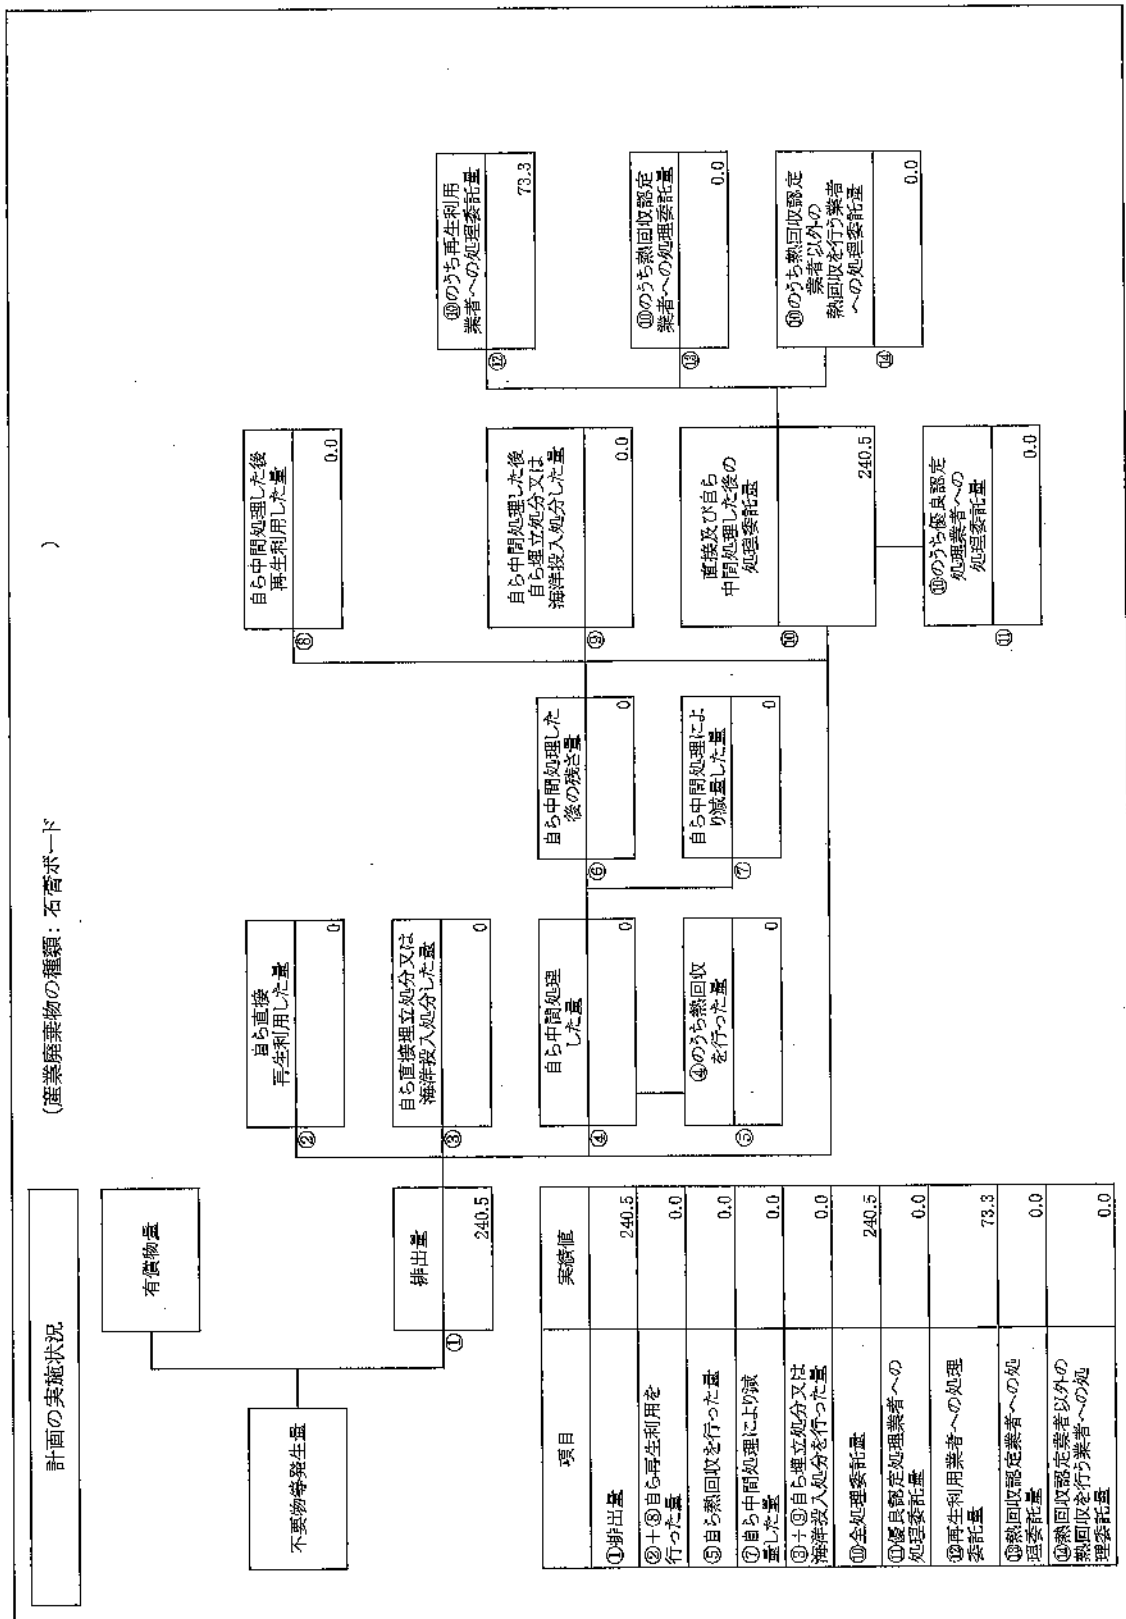 計画の実施状況
(産業廃棄物の種類：石膏ボード
)
不要物等発生量
有償物量
①
排出量
240.5
②
自ら直接
再生利用した量
0
③
自ら直接埋立処分又は
海洋投入処分した量
0
④
自ら中間処理
した量
0
⑤
④のうち熱回収
を行った量
0
⑥
自ら中間処理した
後の残さ量
0
⑦
自ら中間処理によ
り減量した量
0
⑧
自ら中間処理した後
再生利用した量
0.0
⑨
自ら中間処理した後
自ら埋立処分又は
海洋投入処分した量
0.0
⑩
直接及び自ら
中間処理した後の
処理委託量
240.5
⑪
⑩のうち優良認定
処理業者への
処理委託量
0.0
⑫
⑩のうち再生利用
業者への処理委託量
73.3
⑬
⑩のうち熱回収認定
業者への処理委託量
0.0
⑭
⑩のうち熱回収認定
業者以外の
熱回収を行う業者
への処理委託量
0.0
項目 実績値
①排出量 240.5
②＋⑧自ら再生利用を
行った量 0.0
⑤自ら熱回収を行った量 0.0
⑦自ら中間処理により減
量した量 0.0
③＋⑨自ら埋立処分又は
海洋投入処分を行った量 0.0
⑩全処理委託量 240.5
⑪優良認定処理業者への
処理委託量 0.0
⑫再生利用業者への処理
委託量 73.3
⑬熱回収認定業者への処
理委託量 0.0
⑭熱回収認定業者以外の
熱回収を行う業者への処
理委託量 0.0